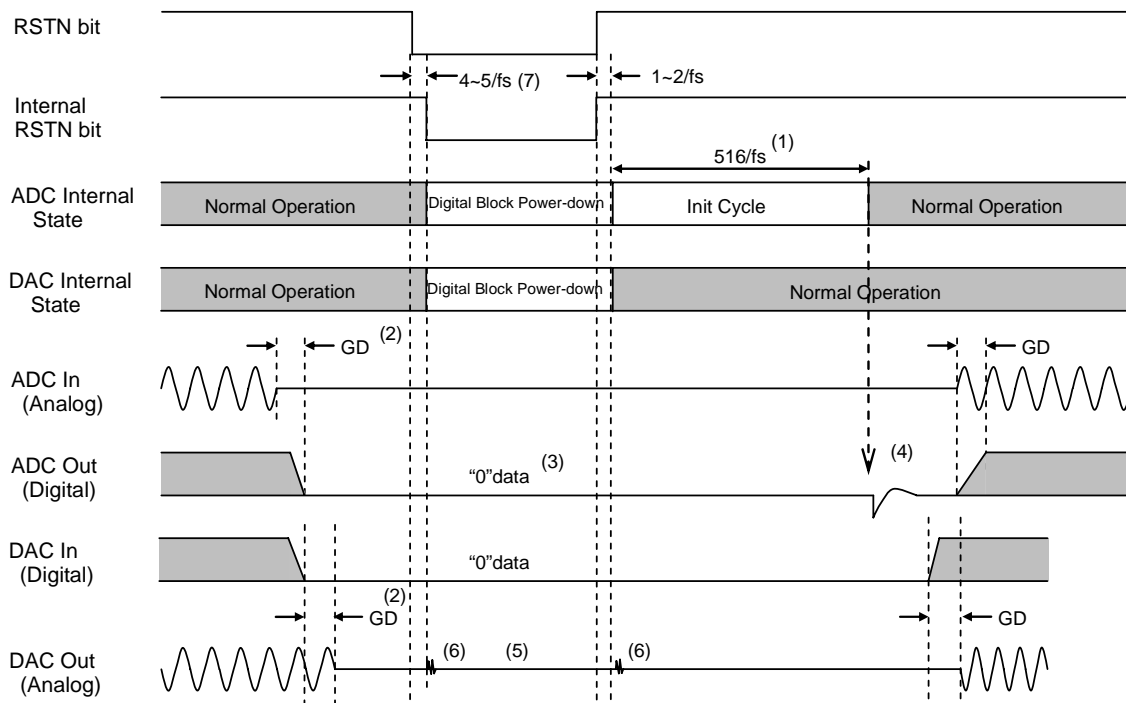 RSTN bit
4~5/fs (7)
1~2/fs
Internal
RSTN bit
516/fs (1)
ADC Internal
State
Normal Operation
Digital Block Power-down
Init Cycle
Normal Operation
DAC Internal
State
Normal Operation
Digital Block Power-down
Normal Operation
GD (2)
GD
ADC In
(Analog)
ADC Out
(Digital)
“0”data (3)
(4)
DAC In
(Digital)
“0”data
GD (2)
GD
DAC Out
(Analog)
(6)
(5)
(6)